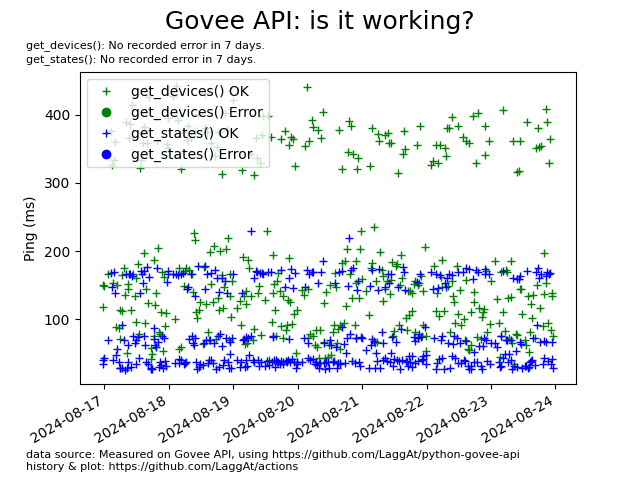 Govee API: is it working?
get_devices(): No recorded error in 7 days.
get_states(): No recorded error in 7 days.
get_devices() OK
get_devices() Error
get_states() OK
get_states() Error
Ping (ms)
400
300
200
100
2024-08-17
2024-08-18
2024-08-19
2024-08-20
2024-08-21
2024-08-22
2024-08-23
2024-08-24
data source: Measured on Govee API, using https://github.com/LaggAt/python-govee-api
history & plot: https://github.com/LaggAt/actions